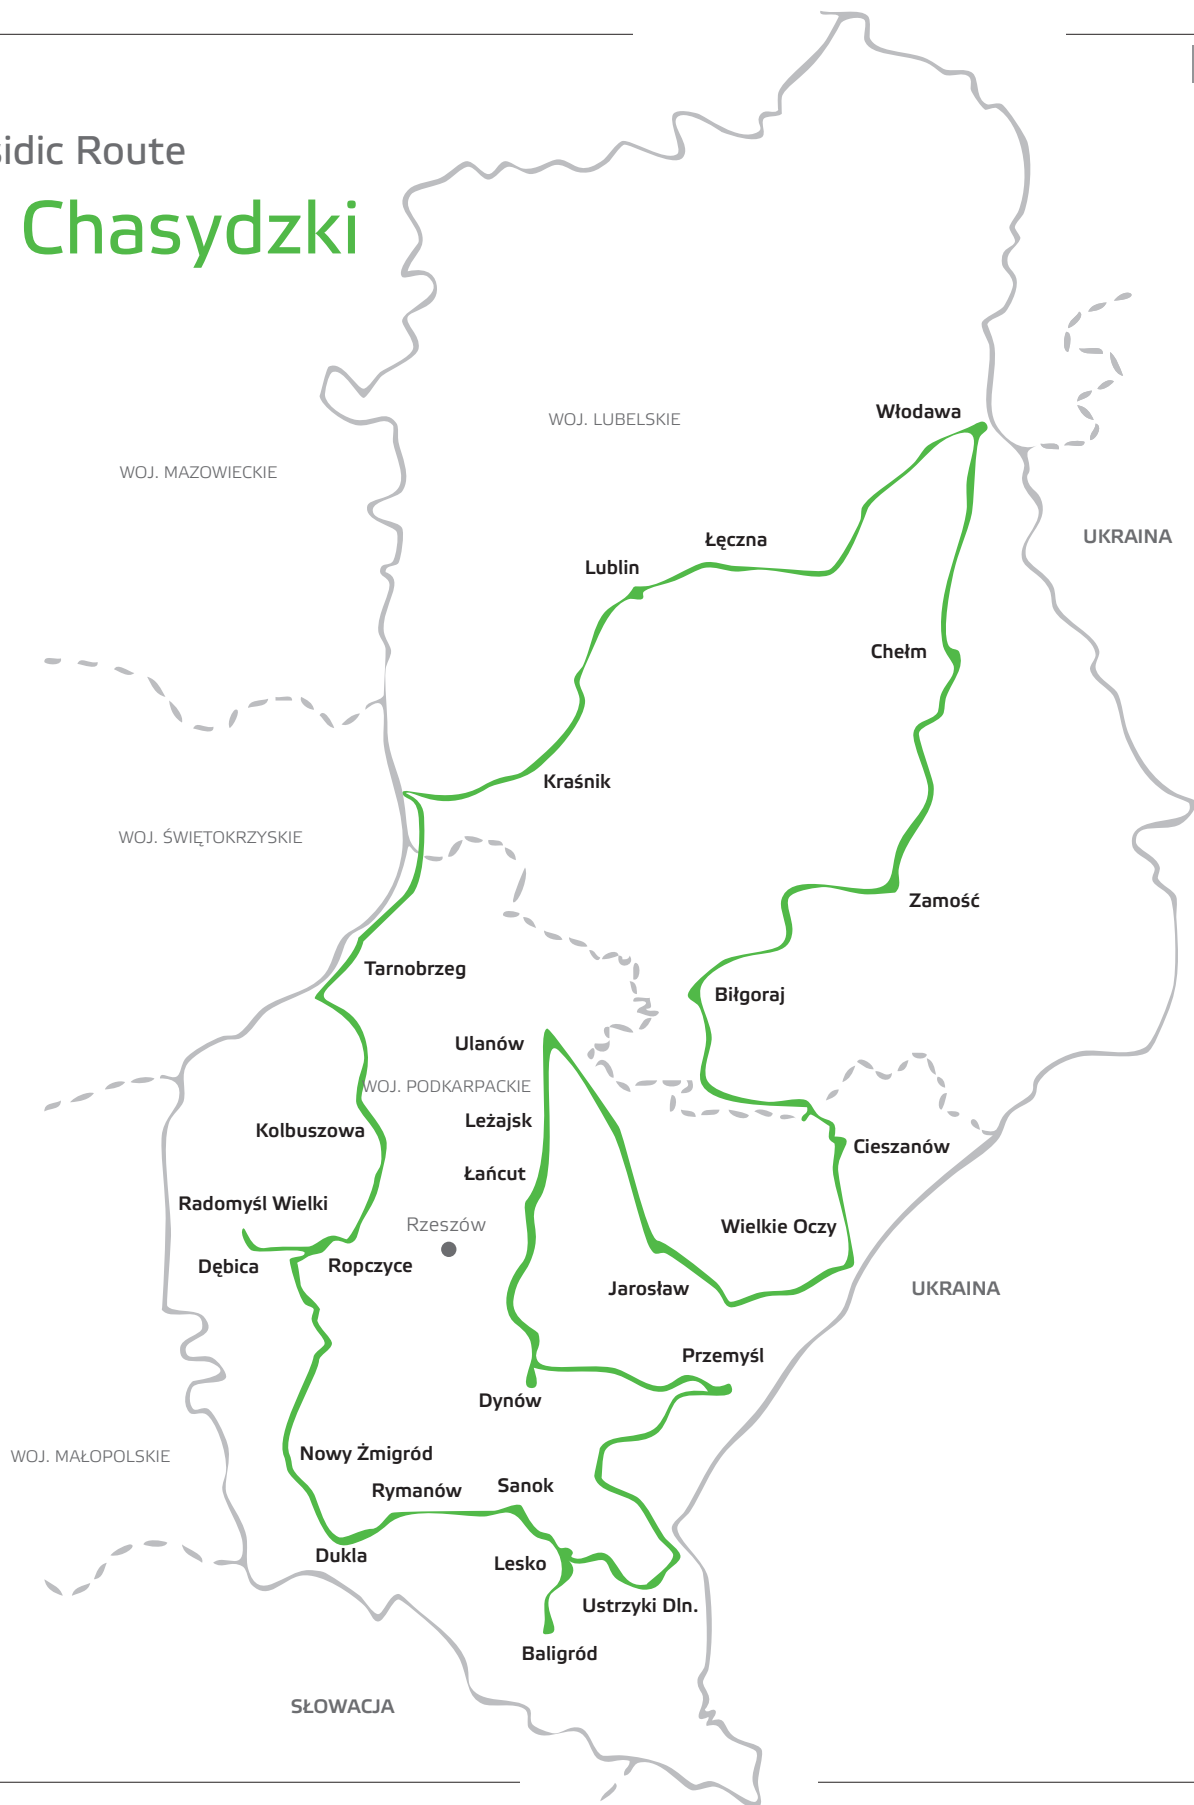 sidic Route
Chasydzki
Włodawa
WOJ. LUBELSKIE
WOJ. MAZOWIECKIE
UKRAINA
Łęczna
Lublin
Chełm
Kraśnik
WOJ. ŚWIĘTOKRZYSKIE
Zamość
Tarnobrzeg
Biłgoraj
Ulanów
WOJ. PODKARPACKIE
Leżajsk
Kolbuszowa
Cieszanów
Łańcut
Radomyśl Wielki
Rzeszów
Wielkie Oczy
Dębica
Ropczyce
Jarosław
UKRAINA
Przemyśl
Dynów
Nowy Żmigród
WOJ. MAŁOPOLSKIE
Rymanów
Sanok
Dukla
Lesko
Ustrzyki Dln.
Baligród
SŁOWACJA